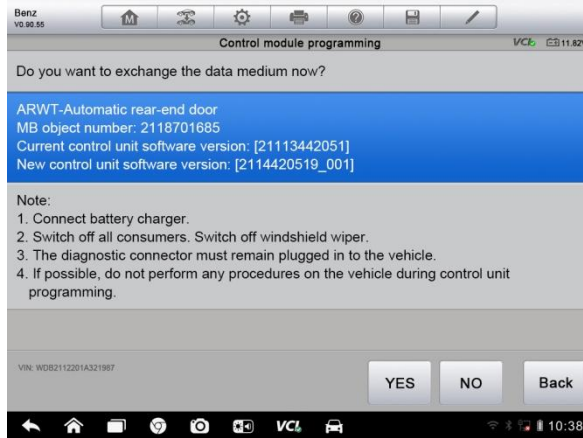 Benz
V0.90.55
Control module programming
VCI 11.82V
Do you want to exchange the data medium now?
ARWT-Automatic rear-end door
MB object number: 2118701685
Current control unit software version: [21113442051]
New control unit software version: [2114420519_001]
Note:
1. Connect battery charger.
2. Switch off all consumers. Switch off windshield wiper.
3. The diagnostic connector must remain plugged in to the vehicle.
4. If possible, do not perform any procedures on the vehicle during control unit
programming.
VIN: WDB2112201A321987
YES NO Back
VCI 10:38